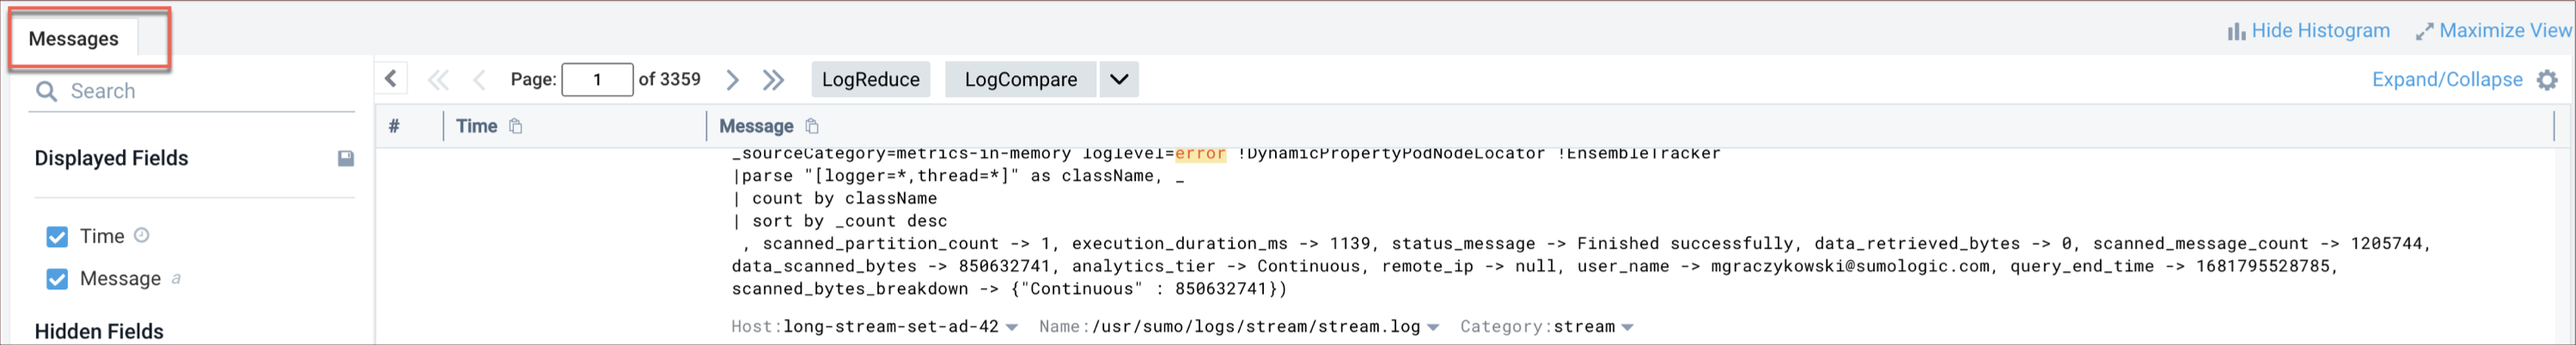 Messages
Hide Histogram
Maximize View
Search
Page: 1 of 3359
LogReduce
LogCompare
Expand/Collapse
# Time Message
Displayed Fields
Time
Message a
Hidden Fields
_sourceCategory=metrics-in-memory loglevel=error !DynamicPropertyPodNodeLocator !EnsembleTracker
|parse "[logger=*,thread=*]" as className, _
| count by className
| sort by _count desc
, scanned_partition_count -> 1, execution_duration_ms -> 1139, status_message -> Finished successfully, data_retrieved_bytes -> 0, scanned_message_count -> 1205744,
data_scanned_bytes -> 850632741, analytics_tier -> Continuous, remote_ip -> null, user_name -> mgraczykowski@sumologic.com, query_end_time -> 1681795528785,
scanned_bytes_breakdown -> {"Continuous" : 850632741})
Host:long-stream-set-ad-42 Name:/usr/sumo/logs/stream/stream.log Category:stream